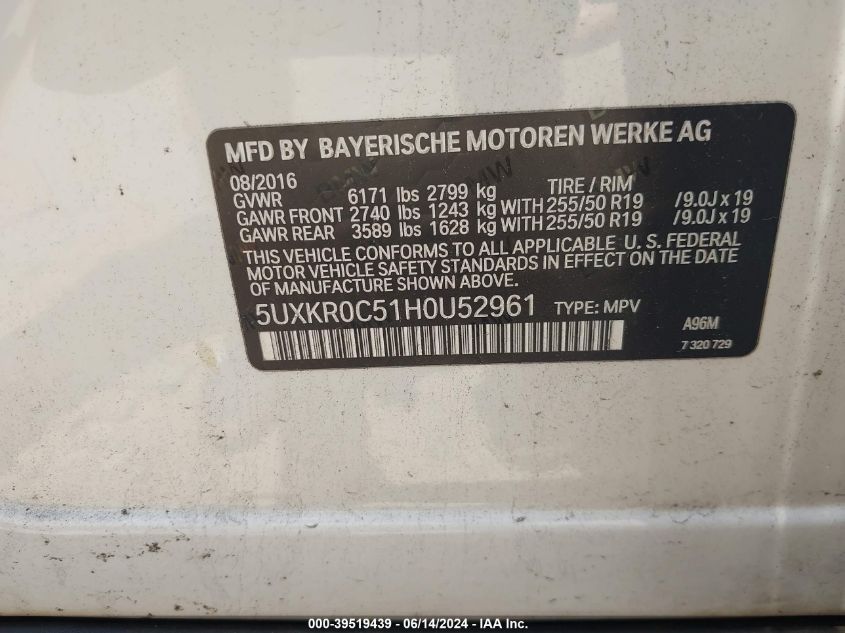 MFD BY BAYERISCHE MOTOREN WERKE AG
08/2016 TIRE / RIM
GVWR 6171 lbs 2799 kg
GAWR FRONT 2740 lbs 1243 kg WITH 255/50 R19 /9.0J x 19
GAWR REAR 3589 lbs 1628 kg WITH 255/50 R19 /9.0J x 19
THIS VEHICLE CONFORMS TO ALL APPLICABLE U. S. FEDERAL
MOTOR VEHICLE SAFETY STANDARDS IN EFFECT ON THE DATE
OF MANUFACTURE SHOWN ABOVE.
5UXKR0C51H0U52961 TYPE: MPV
A96M
7 320 729
000-39519439 - 06/14/2024 - IAA Inc.